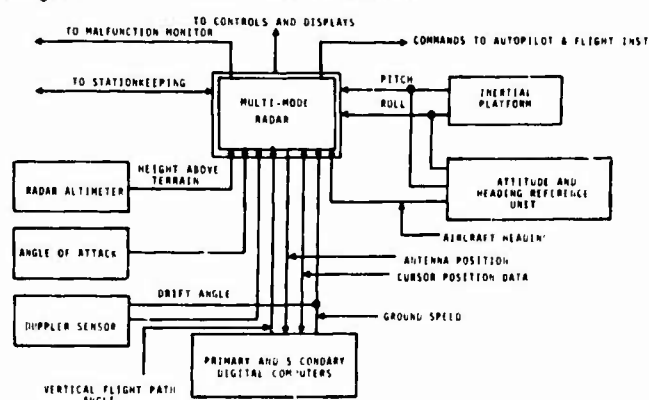 TO CONTROLS AND DISPLAYS
TO MALFUNCTION MONITOR
COMMANDS TO AUTOPILOT & FLIGHT INST
TO STATIONKEEPING
MULTI-MODE
RADAR
PITCH
ROLL
INERTIAL
PLATFORM
RADAR ALTIMETER
HEIGHT ABOVE
TERRAIN
ATTITUDE AND
HEADING REFERENCE
UNIT
AIRCRAFT HEADIN'
ANGLE OF ATTACK
ANTENNA POSITION
CURSOR POSITION DATA
DRIFT ANGLE
DOPPLER SENSOR
GROUND SPEED
PRIMARY AND S CONDARY
DIGITAL COMPUTERS
VERTICAL FLIGHT PATH
ANGLE